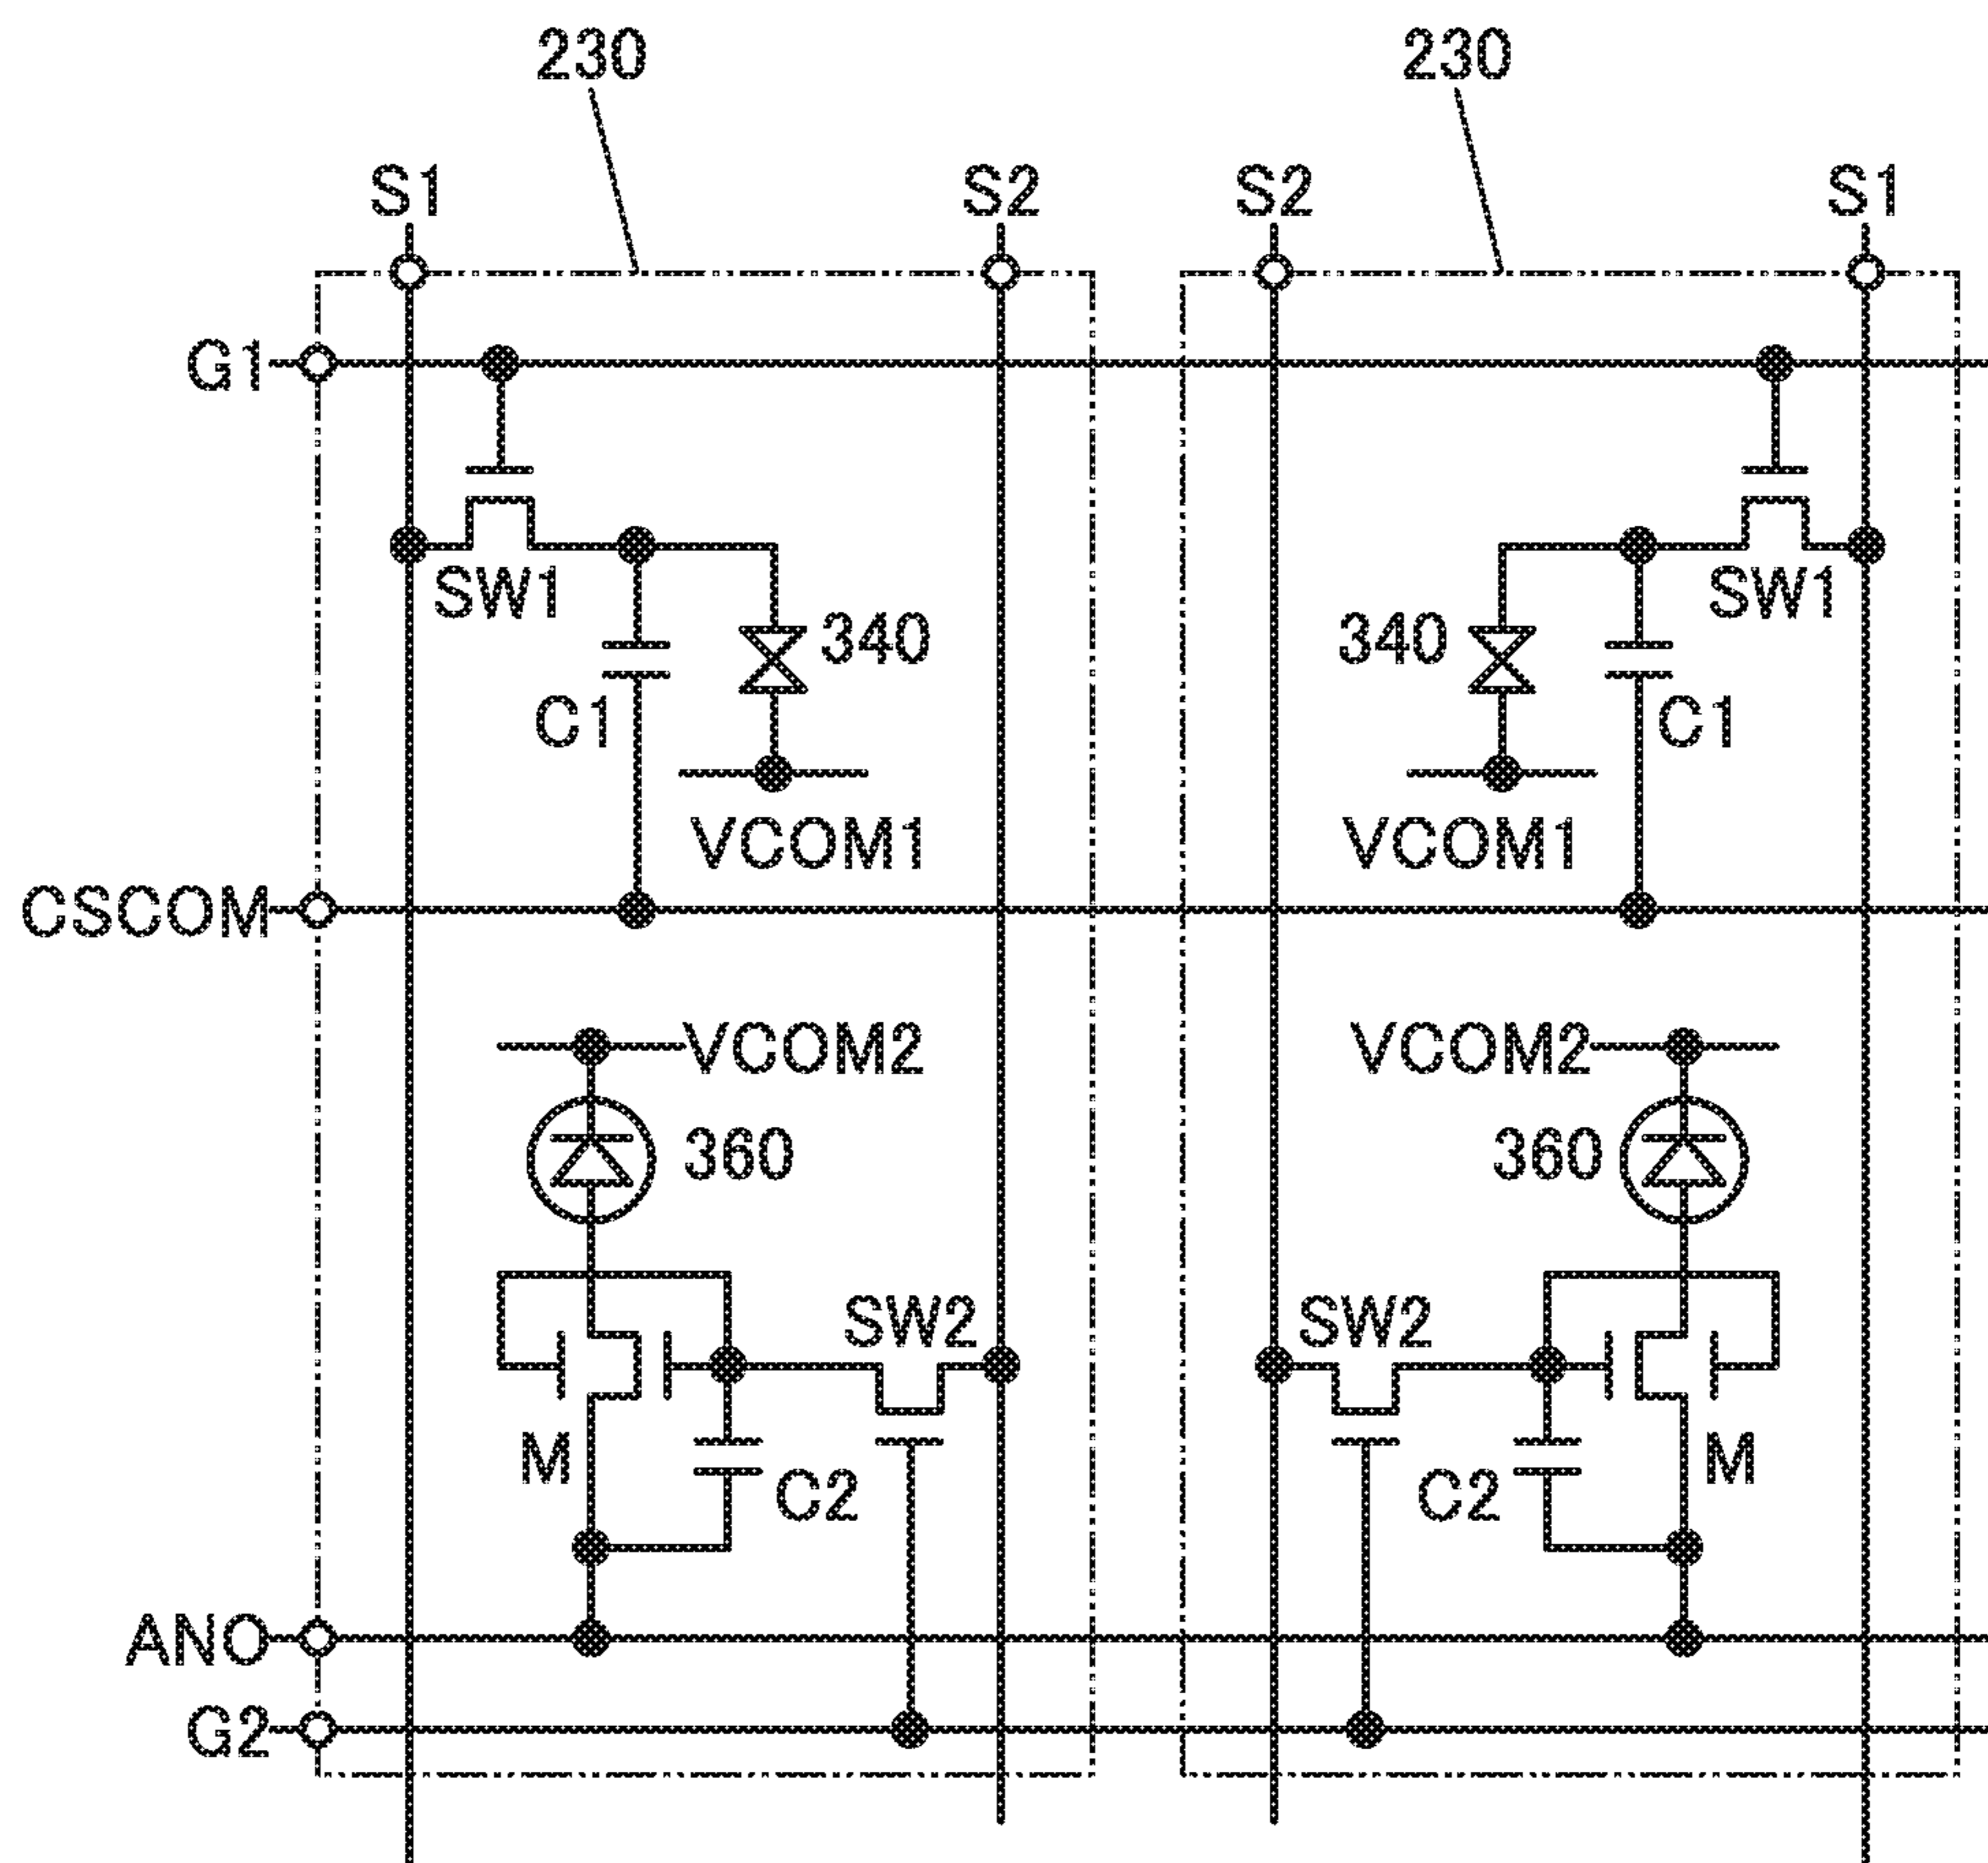 230 230
S1 S2 S2 S1
G1
SW1 SW1
340 340
C1 C1
VCOM1 VCOM1
CSCOM
VCOM2 VCOM2
360 360
SW2 SW2
M M
C2 C2
ANO
G2